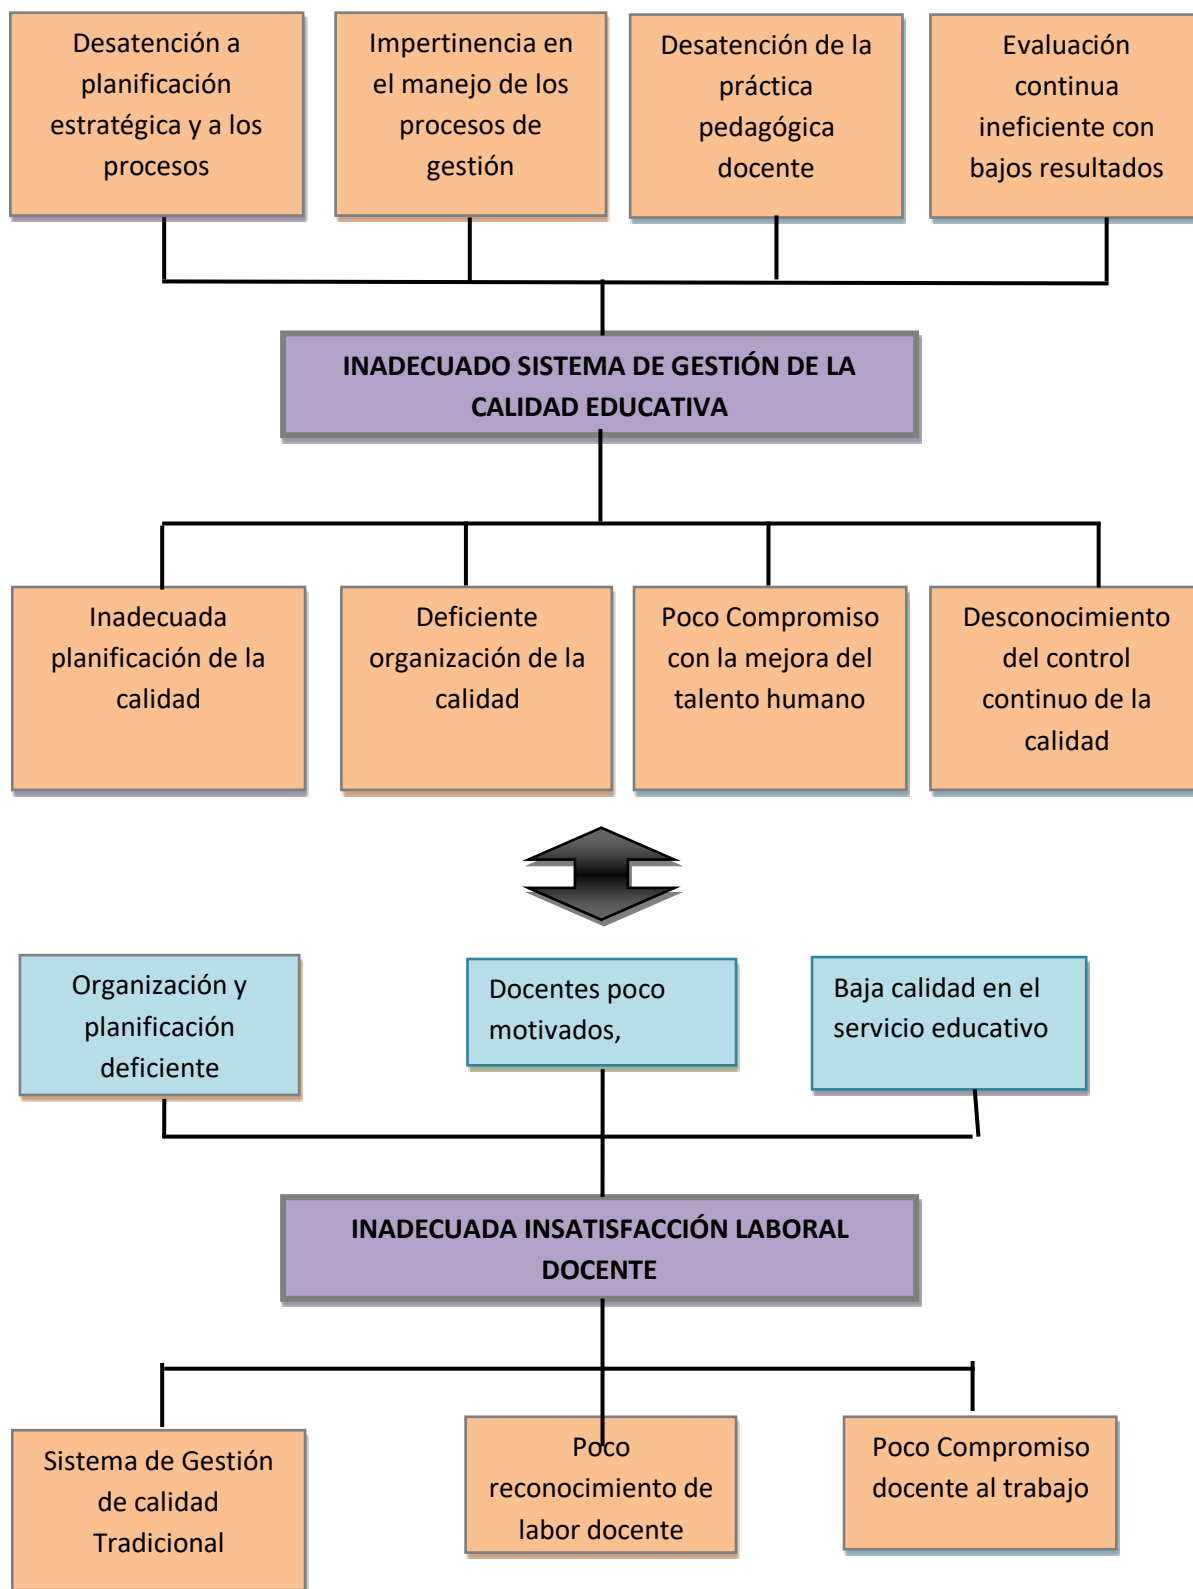 Desatención a
planificación
estratégica y a los
procesos
Impertinencia en
el manejo de los
procesos de
gestión
Desatención de la
práctica
pedagógica
docente
Evaluación
continua
ineficiente con
bajos resultados
INADECUADO SISTEMA DE GESTIÓN DE LA
CALIDAD EDUCATIVA
Inadecuada
planificación de la
calidad
Deficiente
organización de la
calidad
Poco Compromiso
con la mejora del
talento humano
Desconocimiento
del control
continuo de la
calidad
Organización y
planificación
deficiente
Docentes poco
motivados,
Baja calidad en el
servicio educativo
INADECUADA INSATISFACCIÓN LABORAL
DOCENTE
Sistema de Gestión
de calidad
Tradicional
Poco
reconocimiento de
labor docente
Poco Compromiso
docente al trabajo